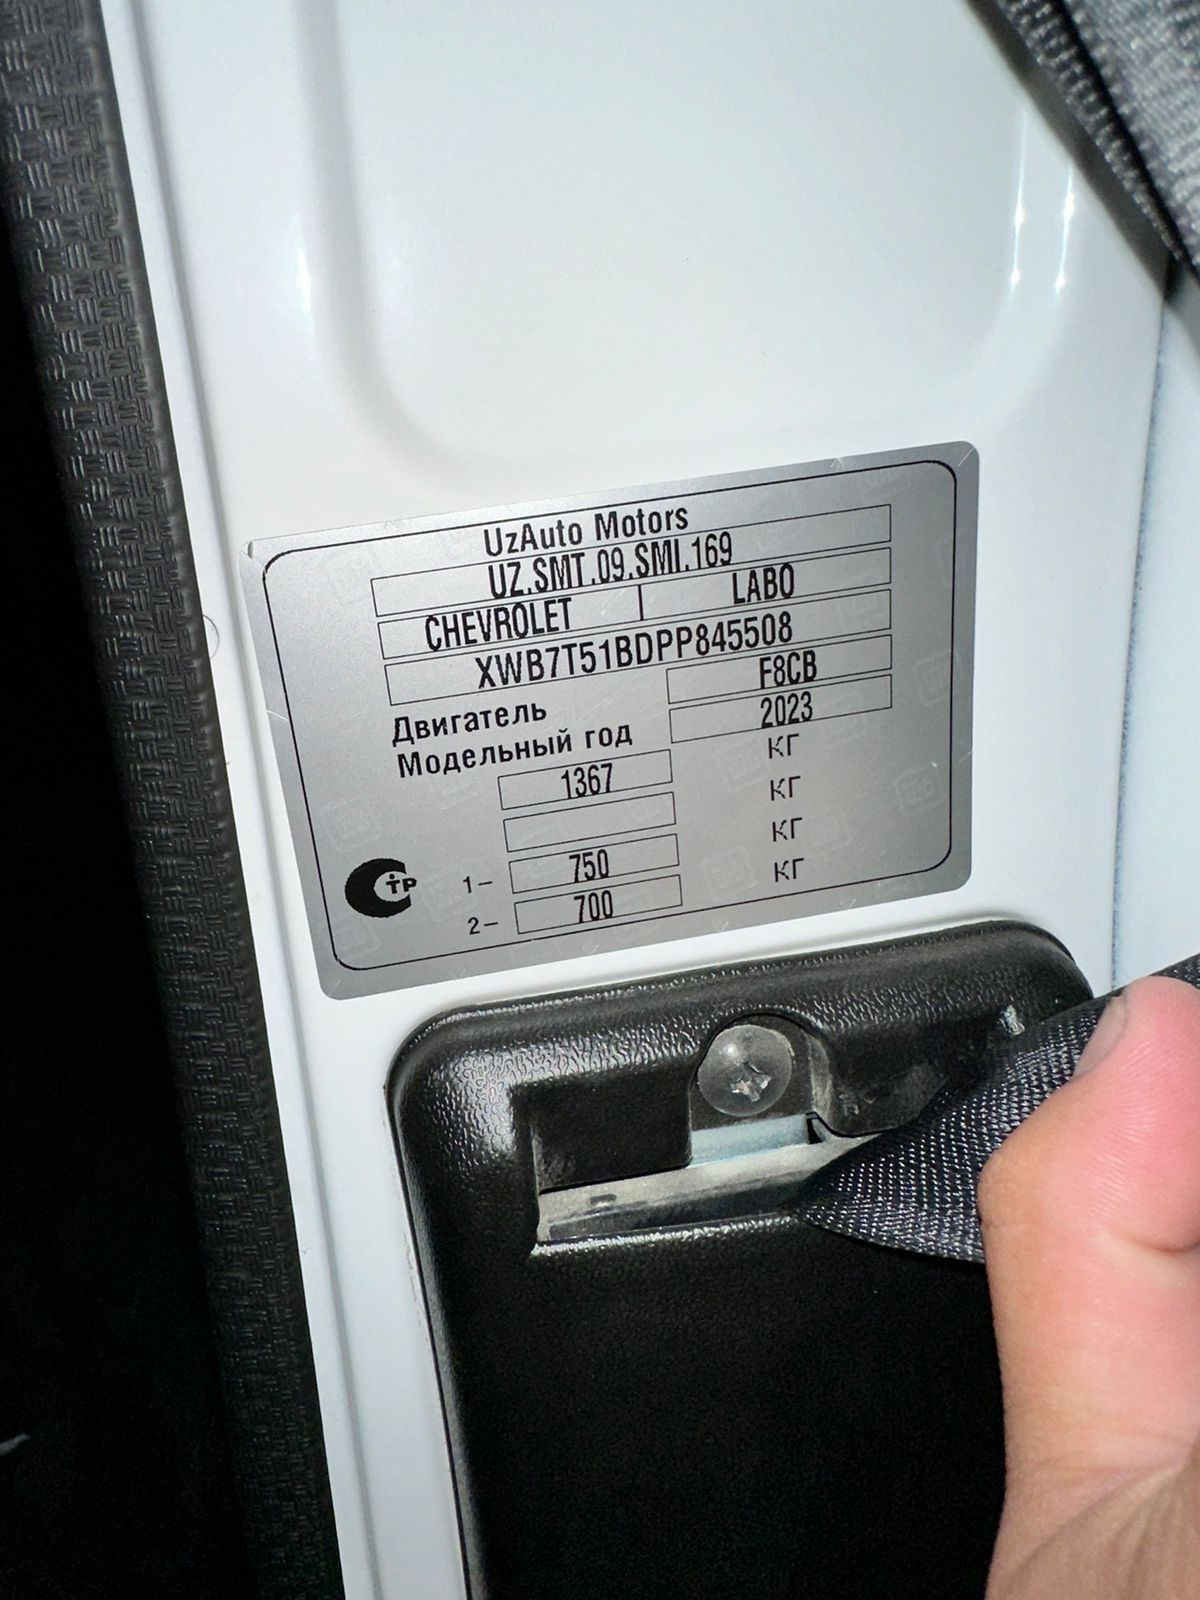 UzAuto Motors
UZ.SMT.09.SMI.169
CHEVROLET LABO
XWB7T51BDPP845508
Двигатель F8CB
Модельный год 2023
1367 КГ
КГ
1- 750 КГ
2- 700 КГ
СТР